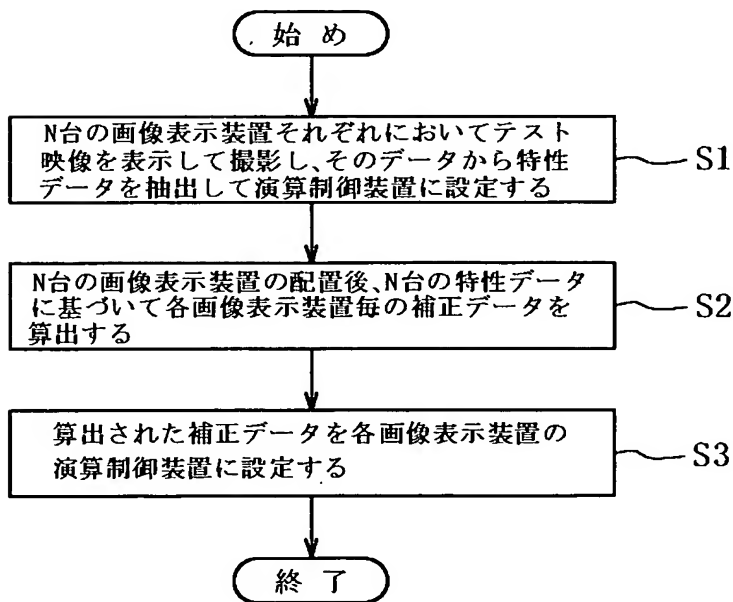 始め
N台の画像表示装置それぞれにおいてテスト
映像を表示して撮影し、そのデータから特性
データを抽出して演算制御装置に設定する
S1
N台の画像表示装置の配置後、N台の特性データ
に基づいて各画像表示装置毎の補正データを
算出する
S2
算出された補正データを各画像表示装置の
演算制御装置に設定する
S3
終了